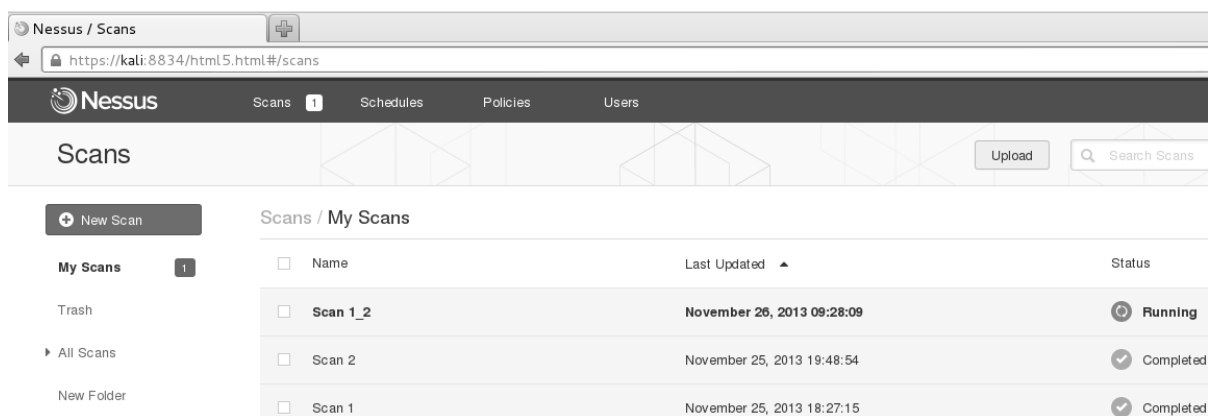 Nessus / Scans
https://kali:8834/html5.html#/scans
Nessus Scans 1 Schedules Policies Users
Scans Upload Search Scans
New Scan
My Scans 1
Trash
All Scans
New Folder
Scans / My Scans
Name Last Updated Status
Scan 1_2 November 26, 2013 09:28:09 Running
Scan 2 November 25, 2013 19:48:54 Completed
Scan 1 November 25, 2013 18:27:15 Completed